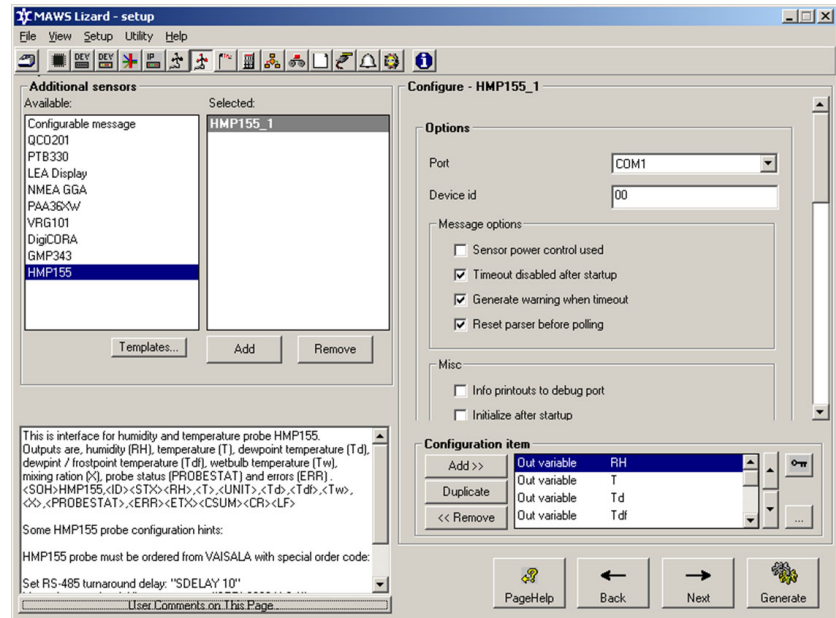 MAWS Lizard - setup
File View Setup Utility Help
DEV DEV IP
Additional sensors
Available: Selected:
Configurable message
QCO201
PTB330
LEA Display
NMEA GGA
PAA36XW
VRG101
DigiCORA
GMP343
HMP155
HMP155_1
Templates...
Add
Remove
This is interface for humidity and temperature probe HMP155.
Outputs are, humidity (RH), temperature (T), dewpoint temperature (Td),
dewpint / frostpoint temperature (Tdf), wetbulb temperature (Tw),
mixing ration (X), probe status (PROBESTAT) and errors (ERR) .
<SOH>HMP155,<ID><STX><RH>,<T>,<UNIT>,<Td>,<Tdf>,<Tw>,
<X>,<PROBESTAT>,<ERR><ETX><CSUM><CR><LF>
Some HMP155 probe configuration hints:
HMP155 probe must be ordered from VAISALA with special order code:
Set RS-485 turnaround delay: "SDELAY 10"
User Comments on This Page..
Configure - HMP155_1
Options
Port COM1
Device id 00
Message options
Sensor power control used
Timeout disabled after startup
Generate warning when timeout
Reset parser before polling
Misc
Info printouts to debug port
Initialize after startup
Configuration item
Add >>
Duplicate
<< Remove
Out variable RH
Out variable T
Out variable Td
Out variable Tdf
...
PageHelp
Back
Next
Generate